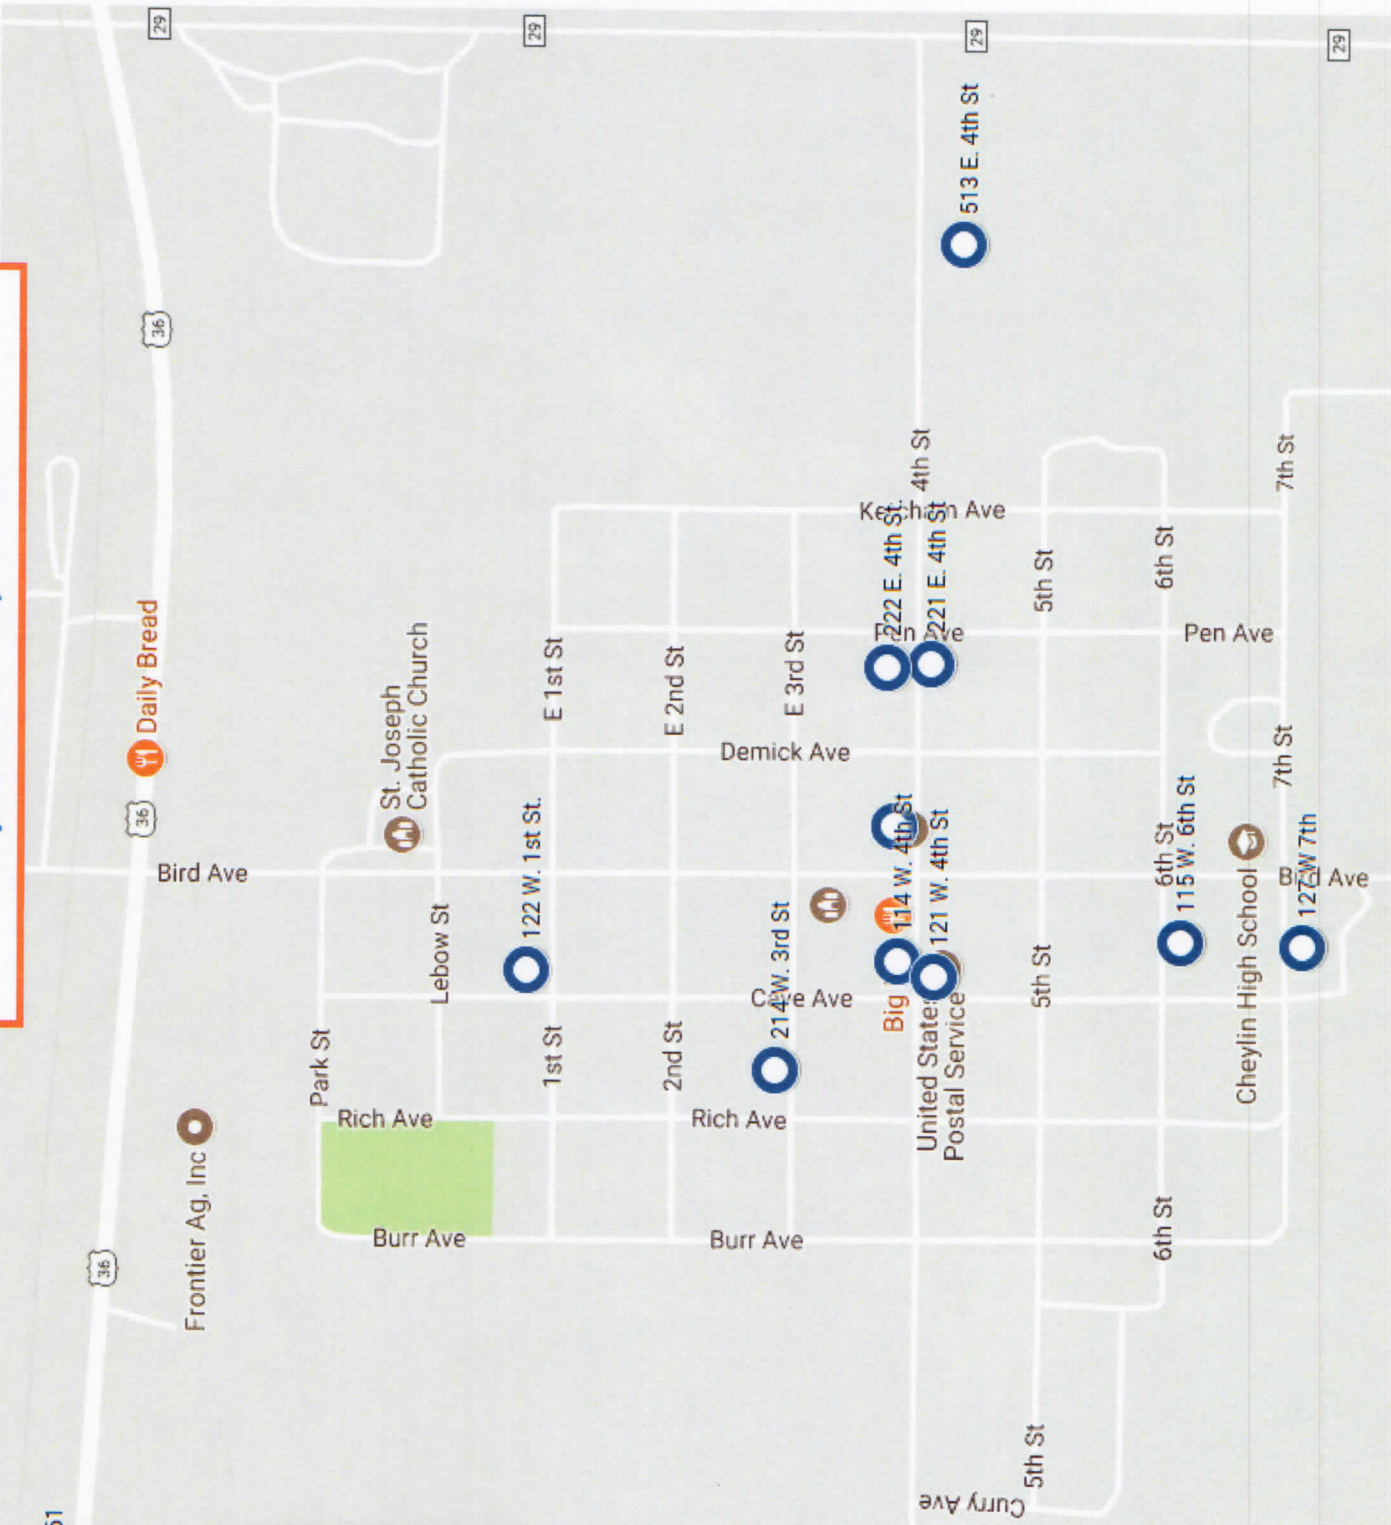 29
29
29
29
36
36
36
513 E. 4th St
Daily Bread
St. Joseph
Catholic Church
Bird Ave
E 1st St
E 2nd St
E 3rd St
4th St
Ketcham Ave
222 E. 4th St.
221 E. 4th St
Pen Ave
5th St
6th St
Pen Ave
7th St
Demick Ave
7th St
122 W. 1st St.
Lebow St
214 W. 3rd St
Cave Ave
114 W. 4th St
121 W. 4th St
Big
United States
Postal Service
5th St
6th St
115 W. 6th St
Cheylin High School
127 W 7th
Bird Ave
Park St
1st St
2nd St
Rich Ave
Rich Ave
Frontier Ag, Inc
Burr Ave
Burr Ave
6th St
5th St
Curry Ave